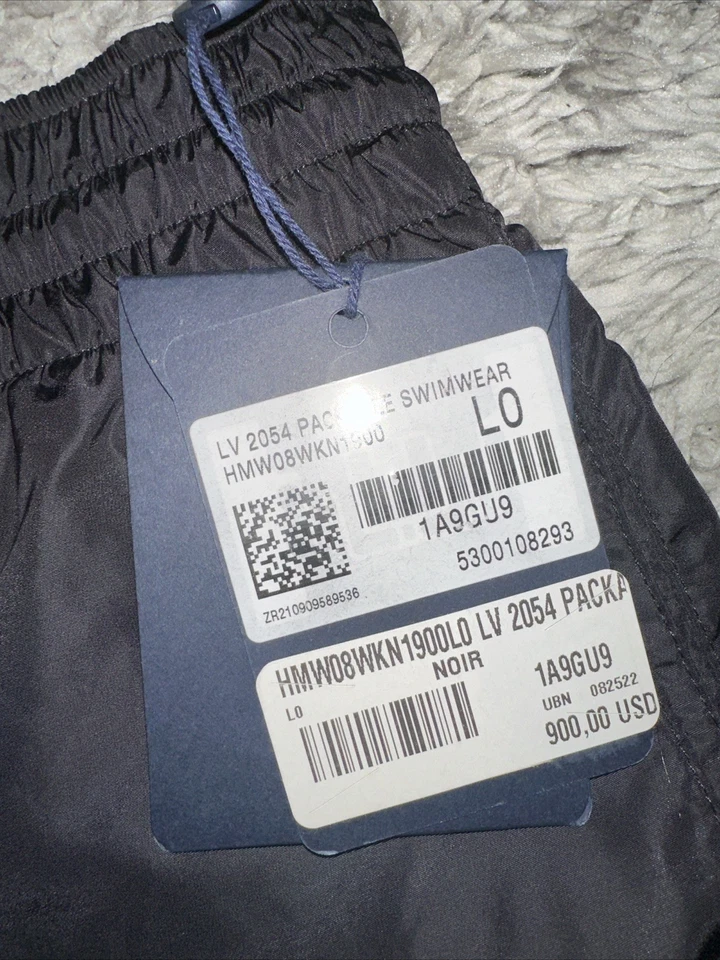 LV 2054 SWIMWEAR
HMW08WKN1900
L0
1A9GU9
5300108293
ZR210909589536
HMW08WKN1900L0 LV 2054 PACKA
NOIR
1A9GU9
L0
UBN 082522
900,00 USD